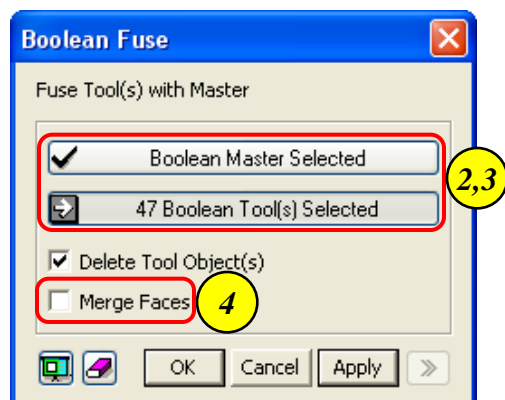 Boolean Fuse
Fuse Tool(s) with Master
Boolean Master Selected
2,3
47 Boolean Tool(s) Selected
Delete Tool Object(s)
Merge Faces
4
OK Cancel Apply